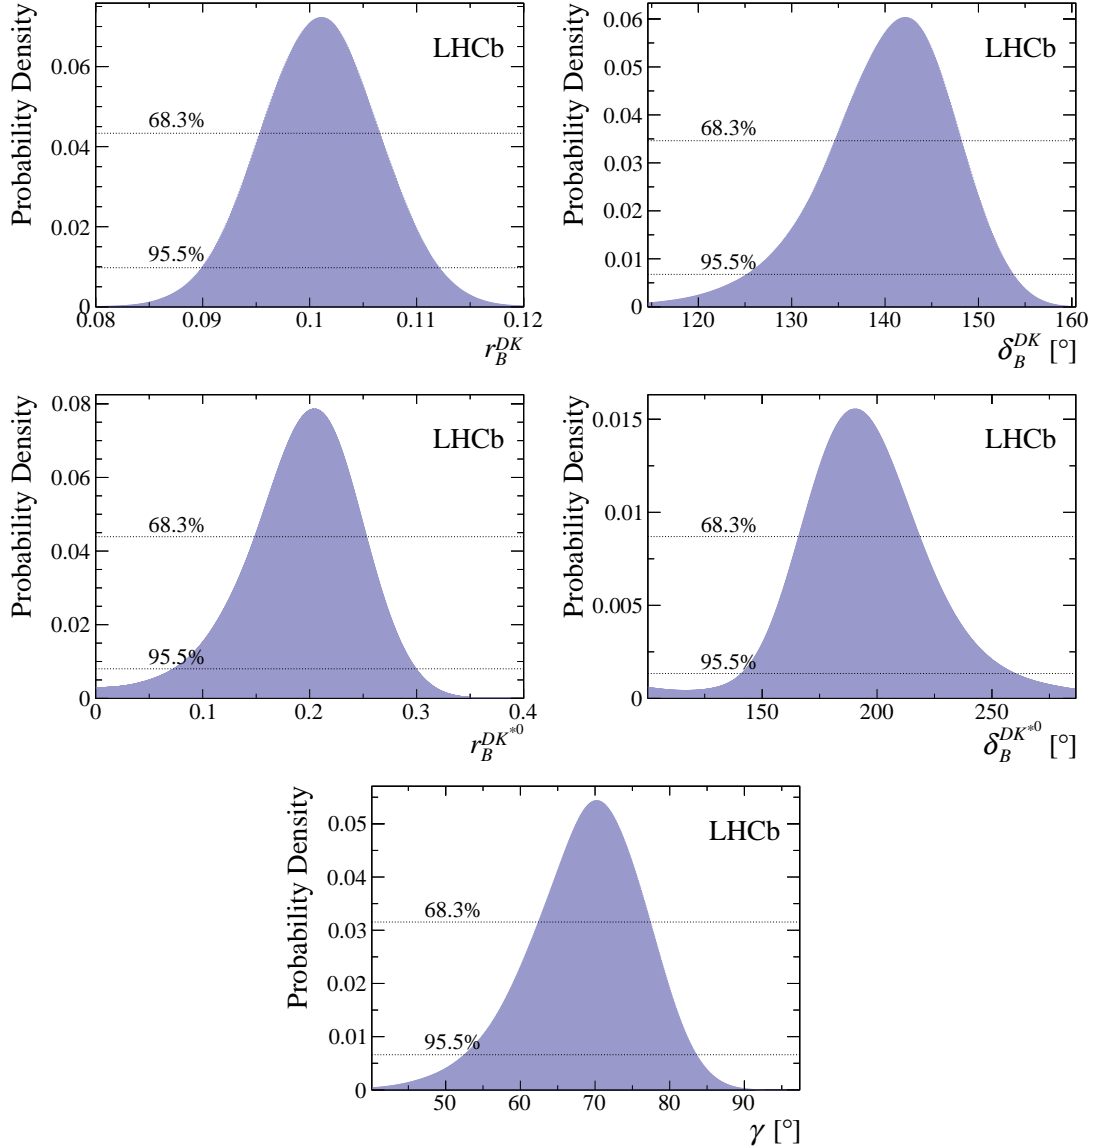 Probability Density
LHCb
68.3%
95.5%
0.06
0.04
0.02
0
0.08 0.09 0.1 0.11 0.12
r_B^{DK}
Probability Density
LHCb
68.3%
95.5%
0.06
0.05
0.04
0.03
0.02
0.01
0
120 130 140 150 160
δ_B^{DK} [°]
Probability Density
LHCb
68.3%
95.5%
0.08
0.06
0.04
0.02
0
0 0.1 0.2 0.3 0.4
r_B^{DK*0}
Probability Density
LHCb
68.3%
95.5%
0.015
0.01
0.005
0
150 200 250
δ_B^{DK*0} [°]
Probability Density
LHCb
68.3%
95.5%
0.05
0.04
0.03
0.02
0.01
0
50 60 70 80 90
γ [°]